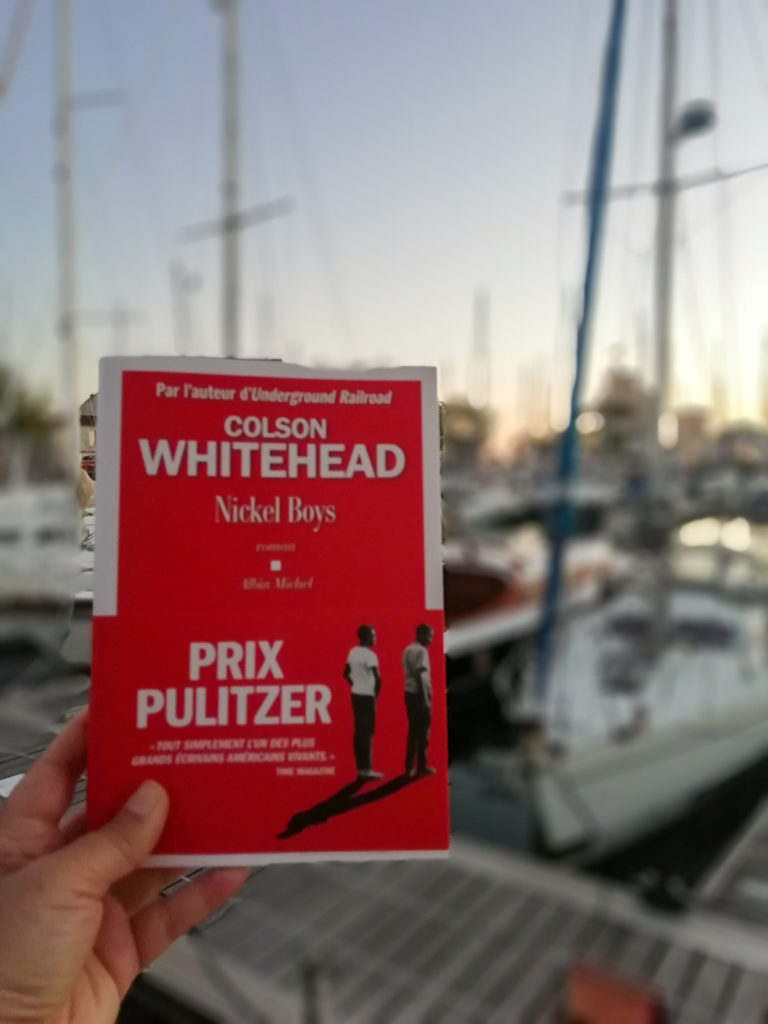 Par l'auteur d'Underground Railroad
COLSON
WHITEHEAD
Nickel Boys
roman
Albin Michel
PRIX
PULITZER
« TOUT SIMPLEMENT L'UN DES PLUS
GRANDS ÉCRIVAINS AMÉRICAINS VIVANTS. »
TIME MAGAZINE